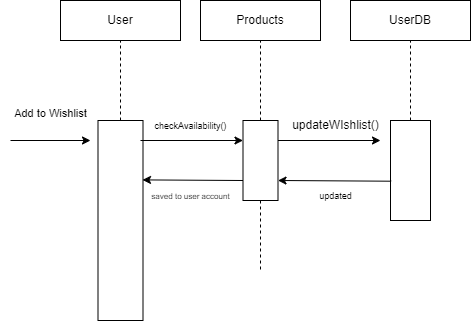 User
Products
UserDB
Add to Wishlist
checkAvailability()
updateWIshlist()
saved to user account
updated